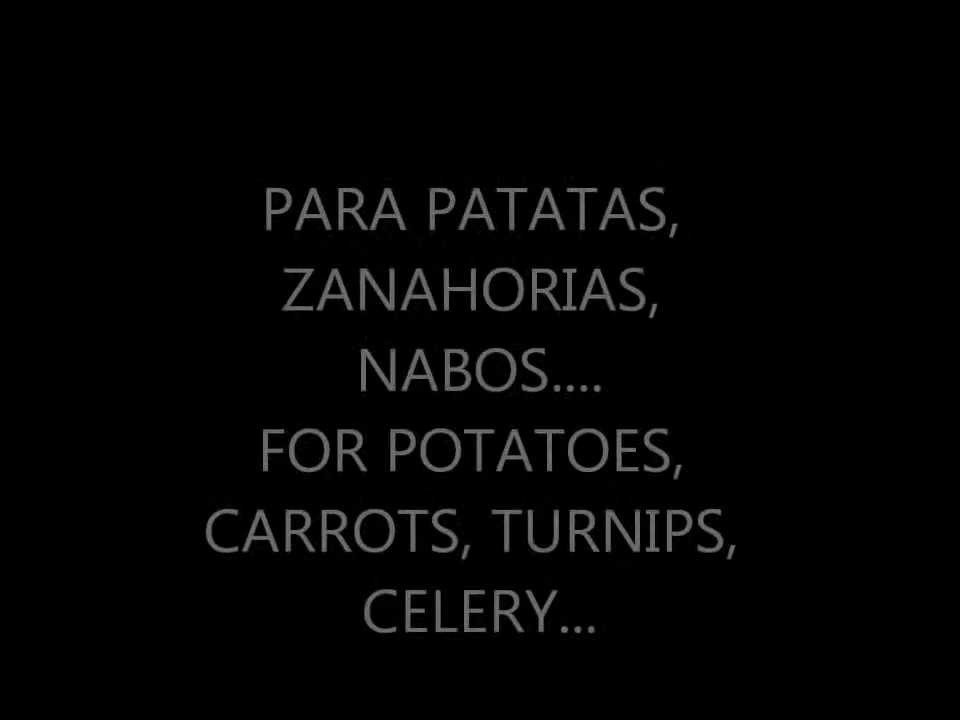 PARA PATATAS,
ZANAHORIAS,
NABOS....
FOR POTATOES,
CARROTS, TURNIPS,
CELERY...